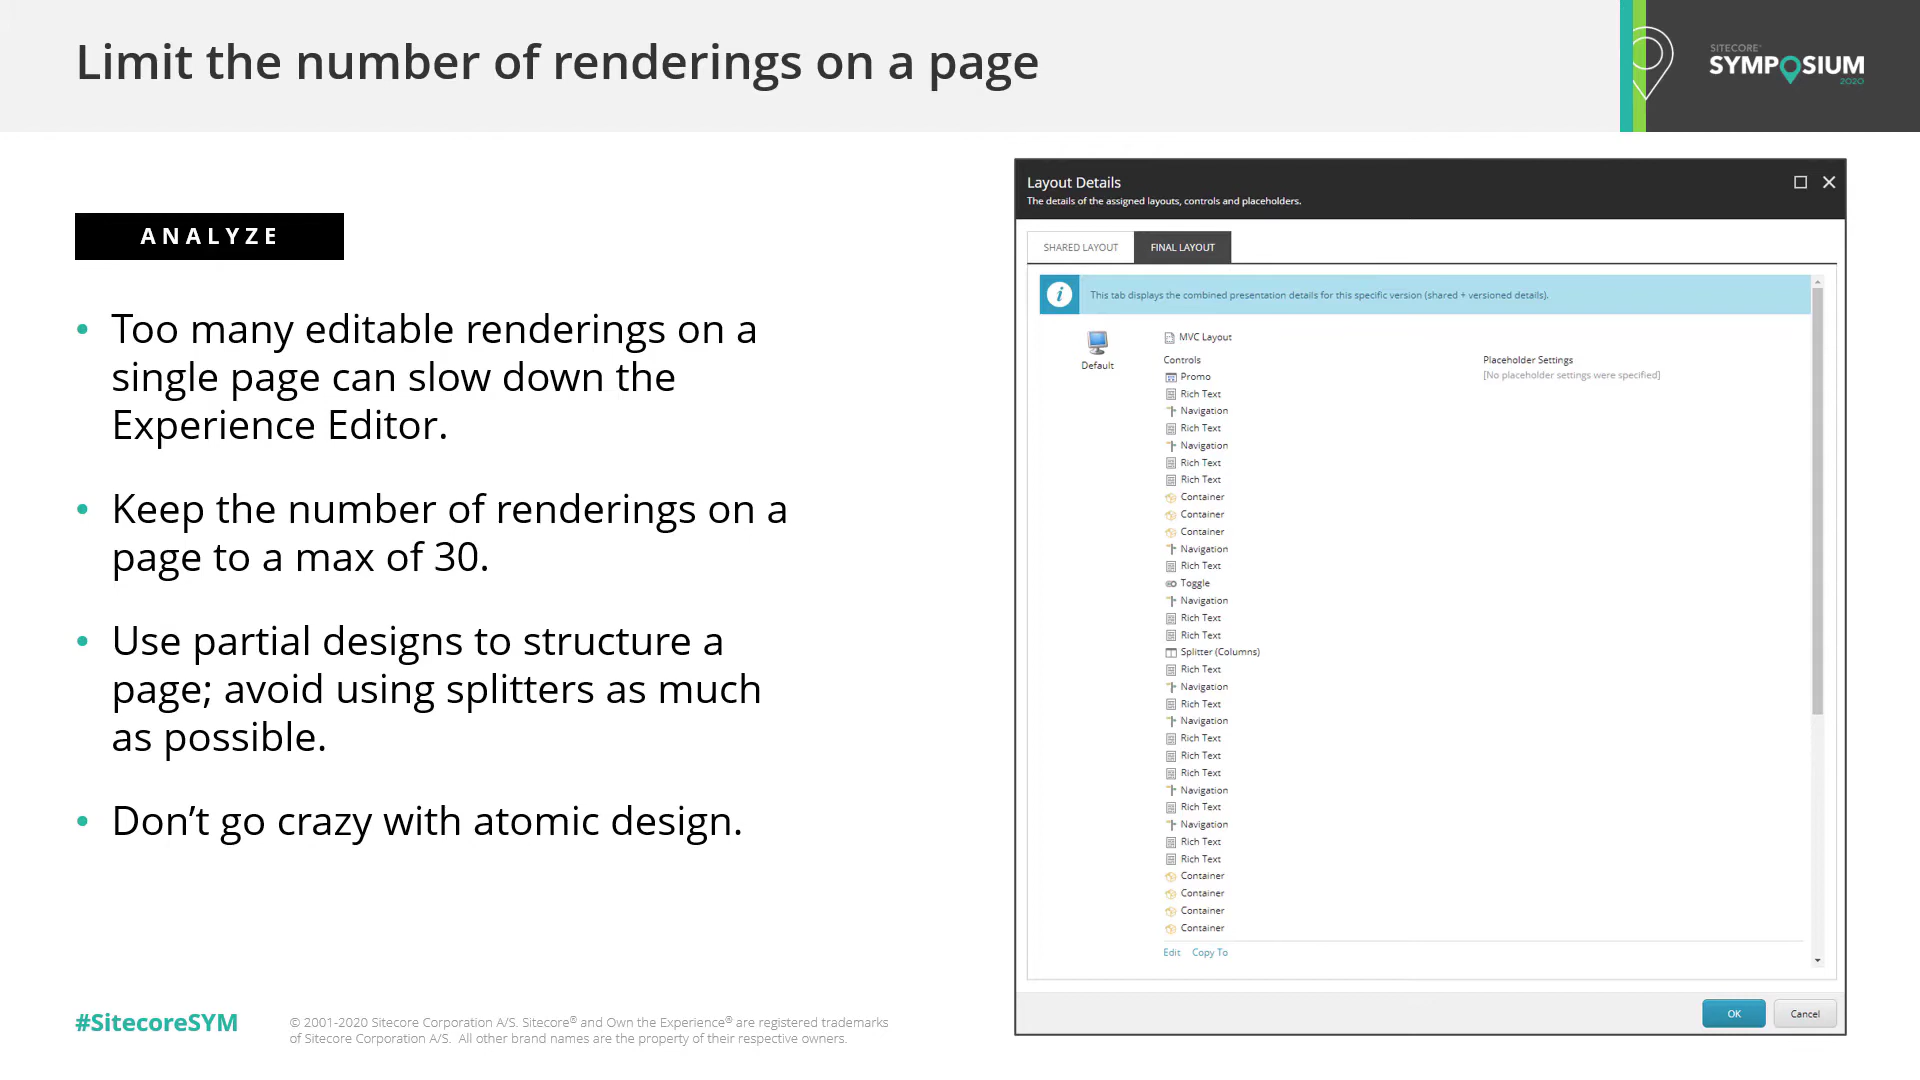 Limit the number of renderings on a page
SITECORE
SYMPOSIUM
2020
ANALYZE
• Too many editable renderings on a
single page can slow down the
Experience Editor.
• Keep the number of renderings on a
page to a max of 30.
• Use partial designs to structure a
page; avoid using splitters as much
as possible.
• Don’t go crazy with atomic design.
Layout Details
The details of the assigned layouts, controls and placeholders.
SHARED LAYOUT FINAL LAYOUT
This tab displays the combined presentation details for this specific version (shared + versioned details).
Default
MVC Layout
Controls
Promo
Rich Text
Navigation
Rich Text
Navigation
Rich Text
Rich Text
Container
Container
Container
Navigation
Rich Text
Toggle
Navigation
Rich Text
Rich Text
Splitter (Columns)
Rich Text
Navigation
Rich Text
Navigation
Rich Text
Rich Text
Rich Text
Navigation
Rich Text
Navigation
Rich Text
Rich Text
Container
Container
Container
Container
Placeholder Settings
[No placeholder settings were specified]
Edit Copy To
OK Cancel
#SitecoreSYM
© 2001-2020 Sitecore Corporation A/S. Sitecore® and Own the Experience® are registered trademarks
of Sitecore Corporation A/S. All other brand names are the property of their respective owners.